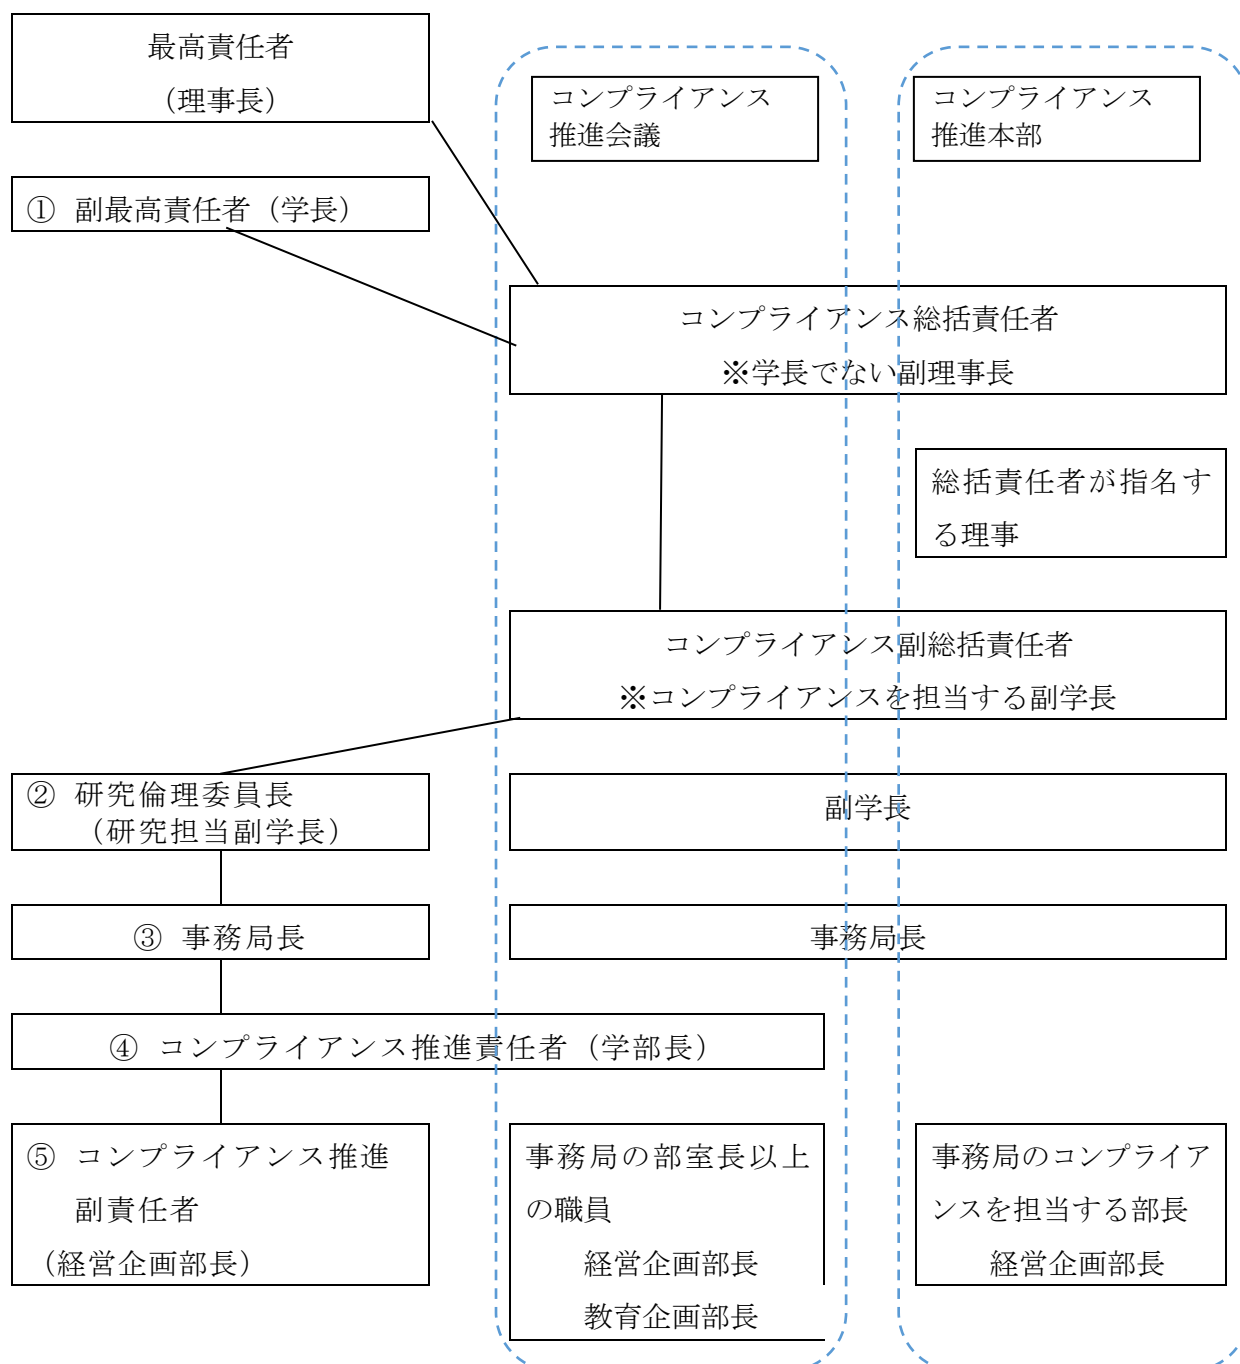 最高責任者
（理事長）
コンプライアンス
推進会議
コンプライアンス
推進本部
① 副最高責任者（学長）
コンプライアンス総括責任者
※学長でない副理事長
総括責任者が指名す
る理事
コンプライアンス副総括責任者
※コンプライアンスを担当する副学長
② 研究倫理委員長
（研究担当副学長）
副学長
③ 事務局長
事務局長
④ コンプライアンス推進責任者（学部長）
⑤ コンプライアンス推進
副責任者
（経営企画部長）
事務局の部室長以上
の職員
経営企画部長
教育企画部長
事務局のコンプライア
ンスを担当する部長
経営企画部長